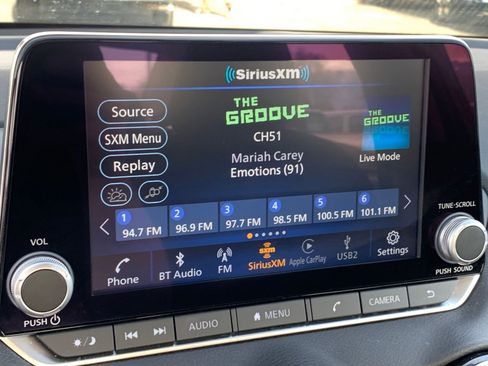 SiriusXM
Source
THE
GROOVE
SXM Menu
CH51
THE
GROOVE
Replay
Mariah Carey
Emotions (91)
Live Mode
1 94.7 FM
2 96.9 FM
3 97.7 FM
4 98.5 FM
5 100.5 FM
6 101.1 FM
TUNE·SCROLL
VOL
Phone
BT Audio
FM
sxm
SiriusXM
Apple CarPlay
USB2
Settings
PUSH SOUND
PUSH
AUDIO
MENU
CAMERA